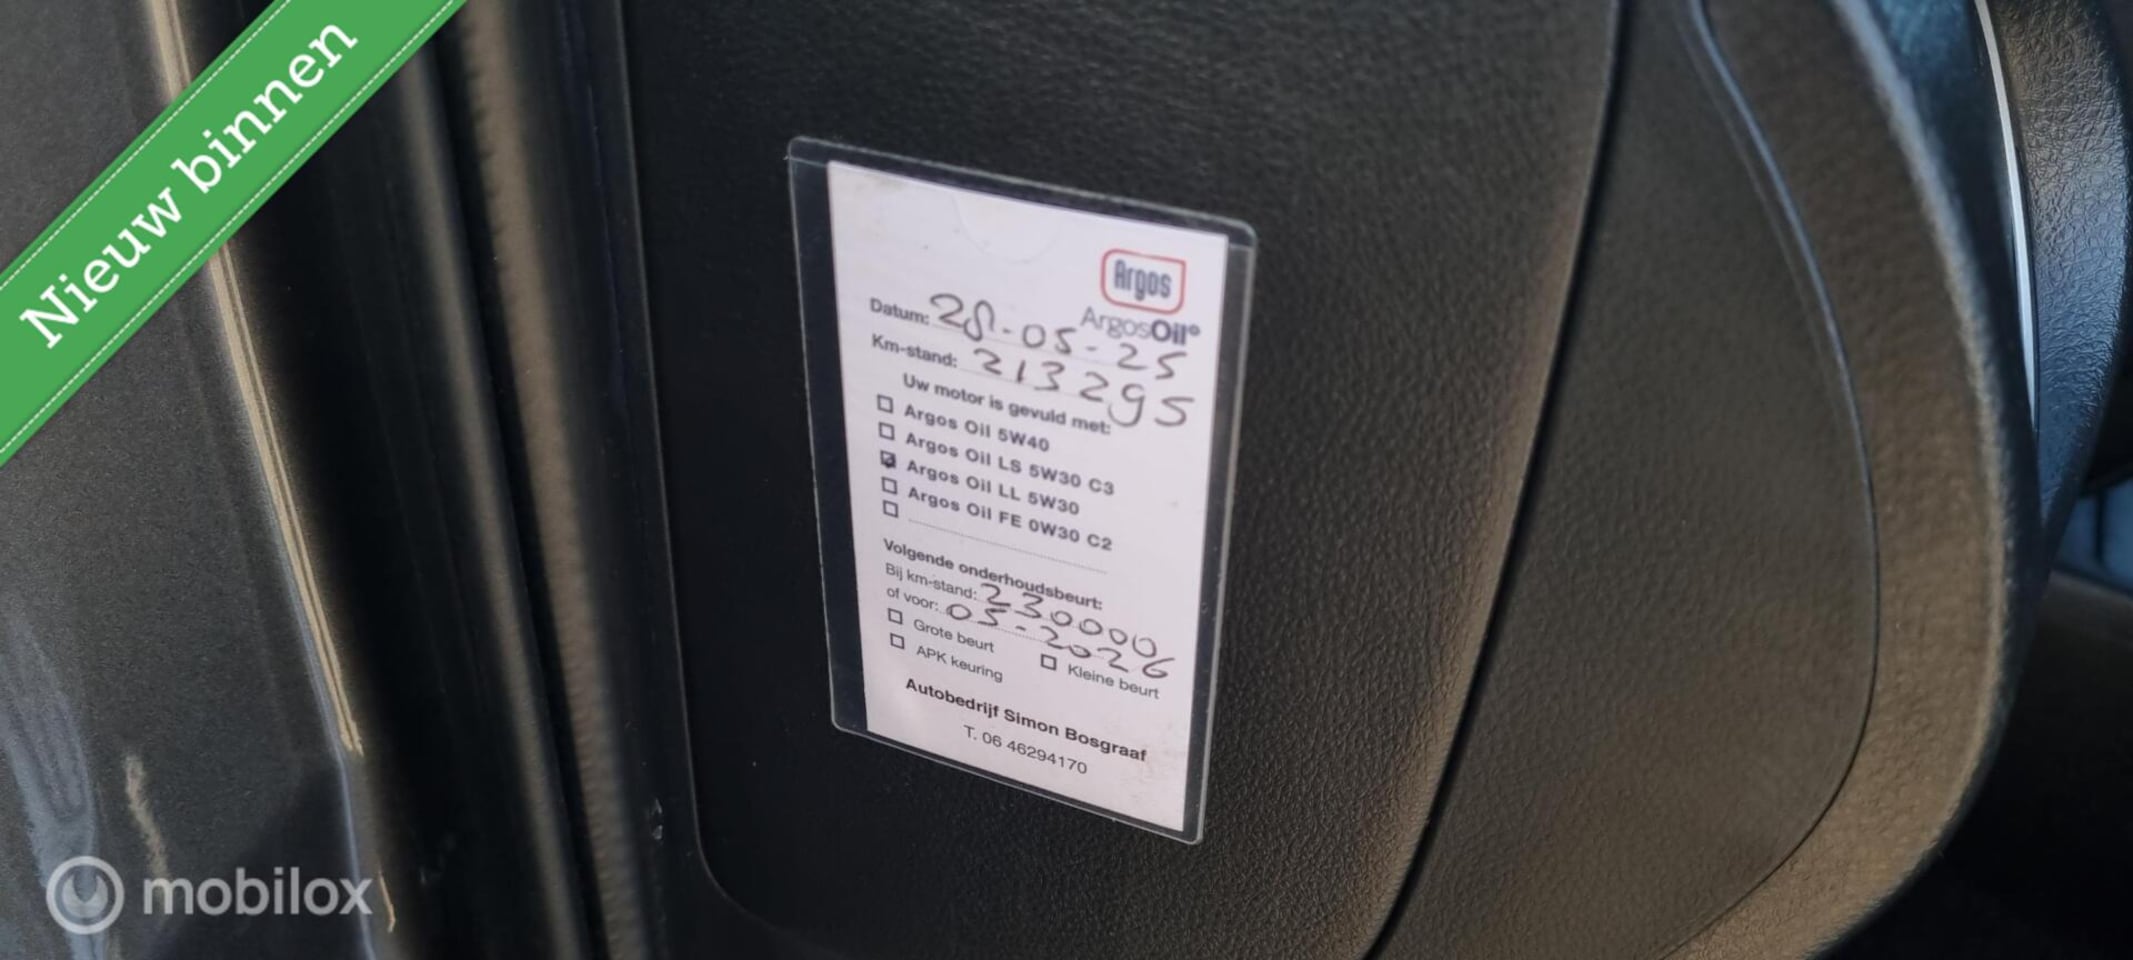 Nieuw binnen
Argos
ArgosOil®
Datum: 28-05-25
Km-stand: 213295
Uw motor is gevuld met:
☐ Argos Oil 5W40
☐ Argos Oil LS 5W30 C3
☑ Argos Oil LL 5W30
☐ Argos Oil FE 0W30 C2
☐
Volgende onderhoudsbeurt:
Bij km-stand: 230000
of voor: 05-2026
☐ Grote beurt ☐ Kleine beurt
☐ APK keuring
Autobedrijf Simon Bosgraaf
T. 06 46294170
mobilox